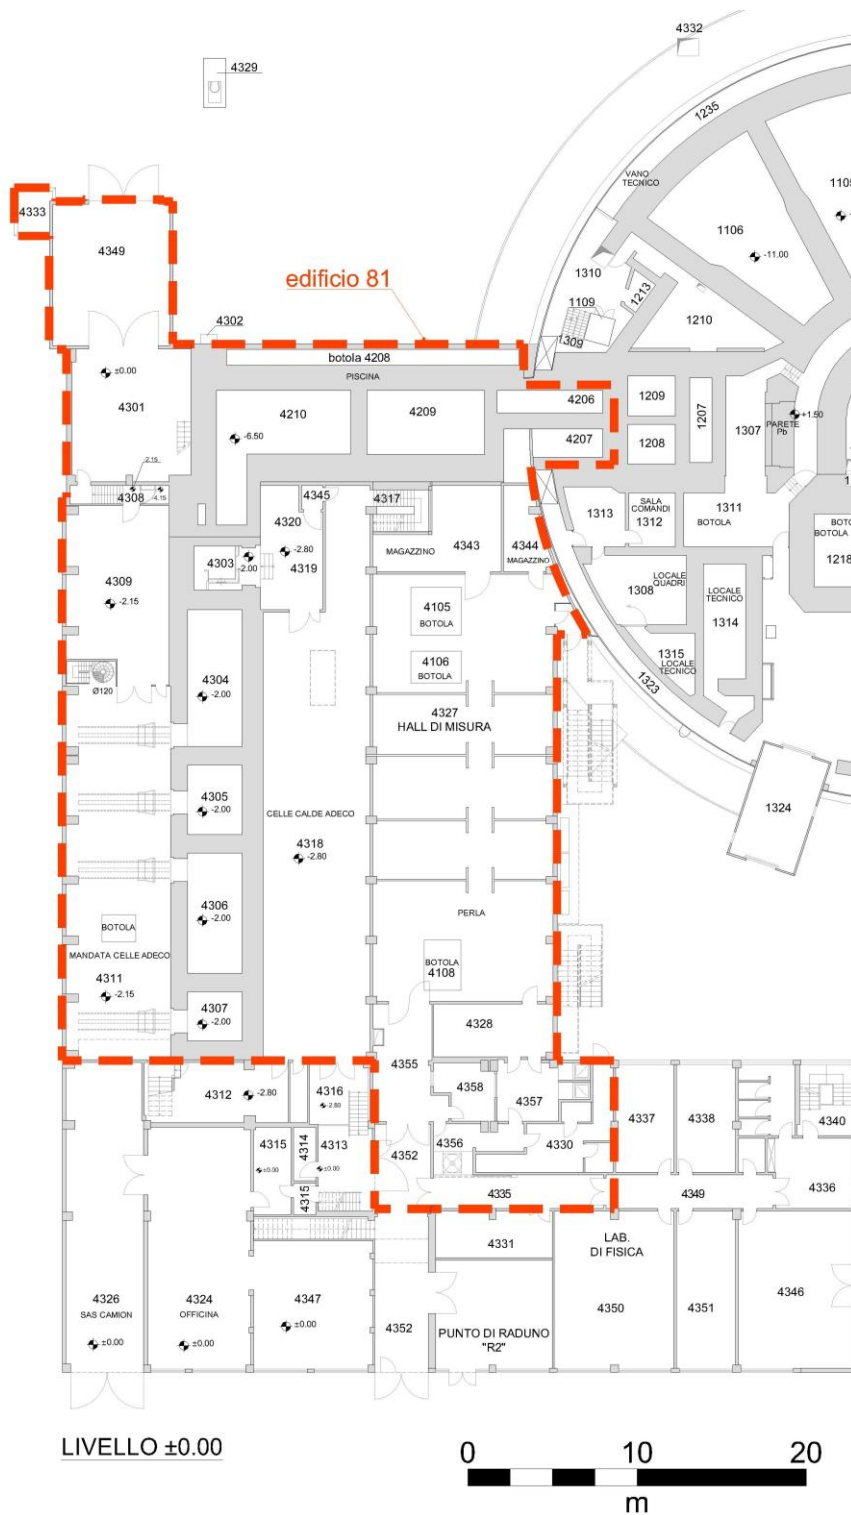 4332
4329
1235
VANO
TECNICO
1105
4333
1106
4349
-11.00
1310
1213
edificio 81
1109
4302
1210
1309
botola 4208
±0.00
PISCINA
4206
1209
1207
4301
4210
4209
1307
+1.50
PARETE
Pb
-6.50
4207
1208
-2.15
4308
-4.15
4345
4317
1313
SALA
COMANDI
1312
1311
BOTOLA
4320
-2.80
4343
4344
BOTOLA
1218
4303
-2.00
4319
MAGAZZINO
MAGAZZINO
4309
-2.15
1308
LOCALE
QUADRI
LOCALE
TECNICO
1314
4105
BOTOLA
4106
BOTOLA
1315
LOCALE
TECNICO
1323
4304
-2.00
Ø120
4327
HALL DI MISURA
4305
-2.00
CELLE CALDE ADECO
4318
-2.80
1324
4306
-2.00
PERLA
BOTOLA
MANDATA CELLE ADECO
4311
-2.15
BOTOLA
4108
4307
-2.00
4328
4355
4312
-2.80
4316
-2.80
4358
4357
4337
4338
4340
4315
±0.00
4314
4313
±0.00
4352
4356
4330
4315
4335
4349
4336
4331
LAB.
DI FISICA
4326
SAS CAMION
±0.00
4324
OFFICINA
±0.00
4347
±0.00
4352
PUNTO DI RADUNO
"R2"
4350
4351
4346
LIVELLO ±0.00
0 10 20
m